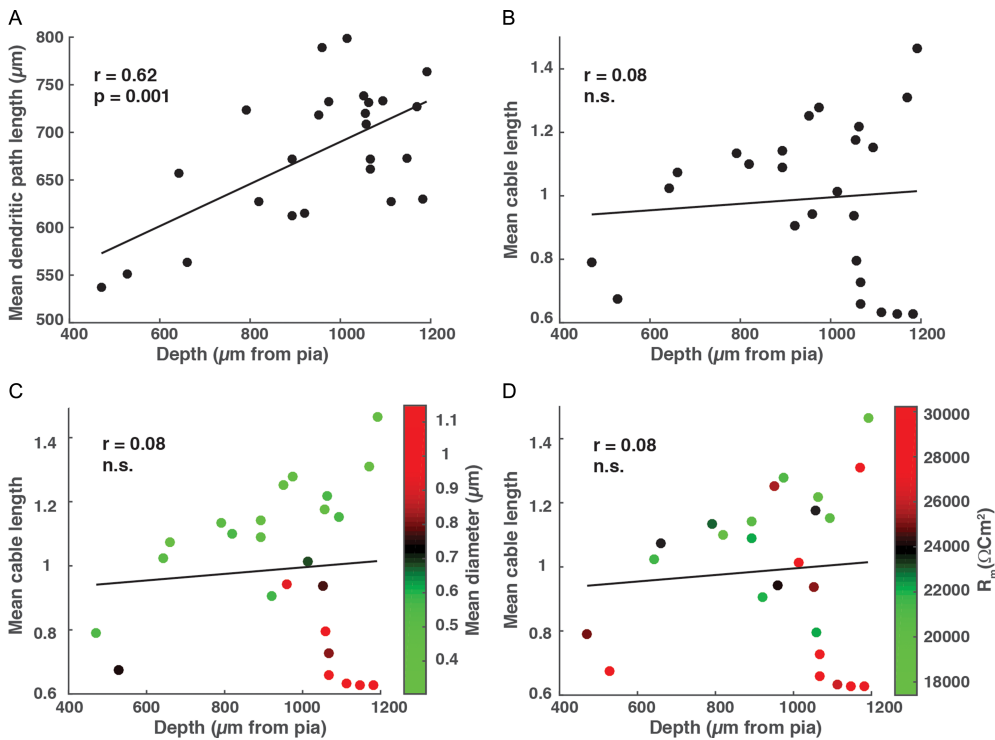 A
Mean dendritic path length (µm)
800
750
700
650
600
550
500
r = 0.62
p = 0.001
400
600
800
1000
1200
Depth (µm from pia)
B
Mean cable length
1.4
1.2
1
0.8
0.6
r = 0.08
n.s.
400
600
800
1000
1200
Depth (µm from pia)
C
Mean cable length
1.4
1.2
1
0.8
0.6
r = 0.08
n.s.
400
600
800
1000
1200
Depth (µm from pia)
1.1
1
0.9
0.8
0.7
0.6
0.5
0.4
Mean diameter (µm)
D
Mean cable length
1.4
1.2
1
0.8
0.6
r = 0.08
n.s.
400
600
800
1000
1200
Depth (µm from pia)
30000
28000
26000
24000
22000
20000
18000
Rm(ΩCm²)